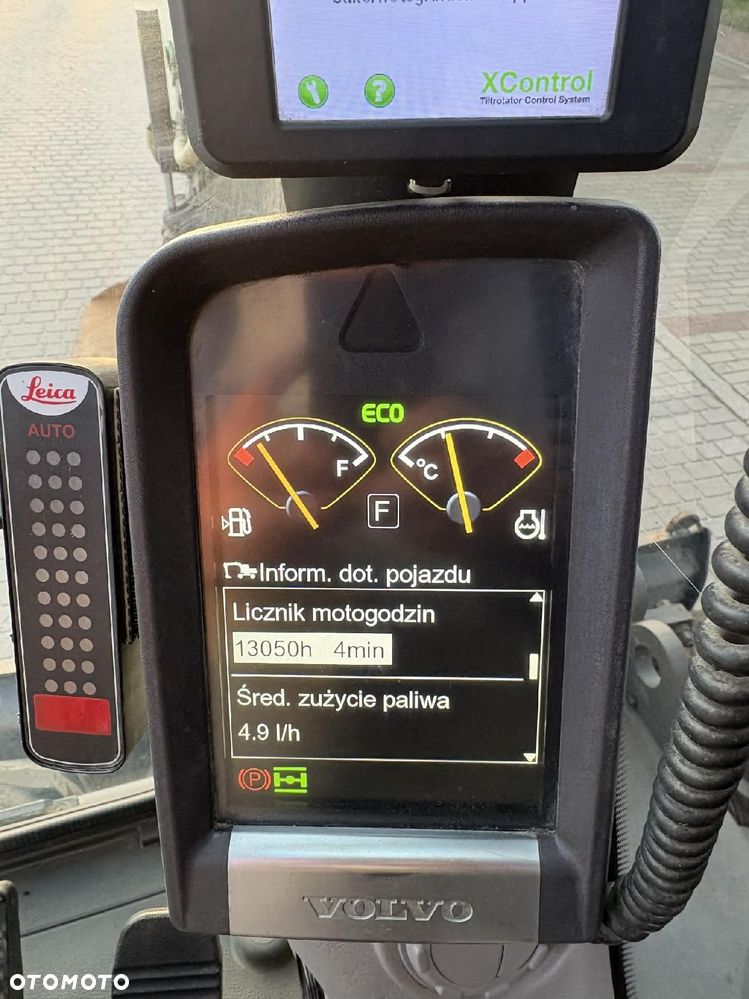 XControl
Tiltrotator Control System
Leica
AUTO
ECO
F
°C
F
Inform. dot. pojazdu
Licznik motogodzin
13050h 4min
Śred. zużycie paliwa
4.9 l/h
P
VOLVO
OTOMOTO